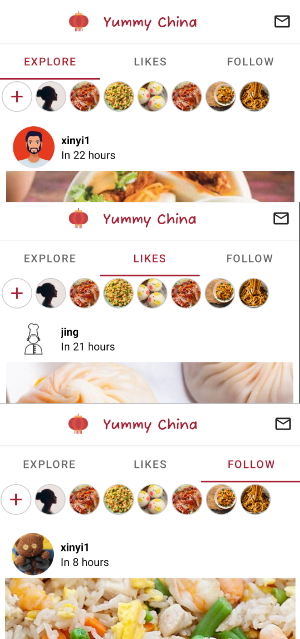 Yummy China
EXPLORE LIKES FOLLOW
xinyi1
In 22 hours
Yummy China
EXPLORE LIKES FOLLOW
jing
In 21 hours
Yummy China
EXPLORE LIKES FOLLOW
xinyi1
In 8 hours